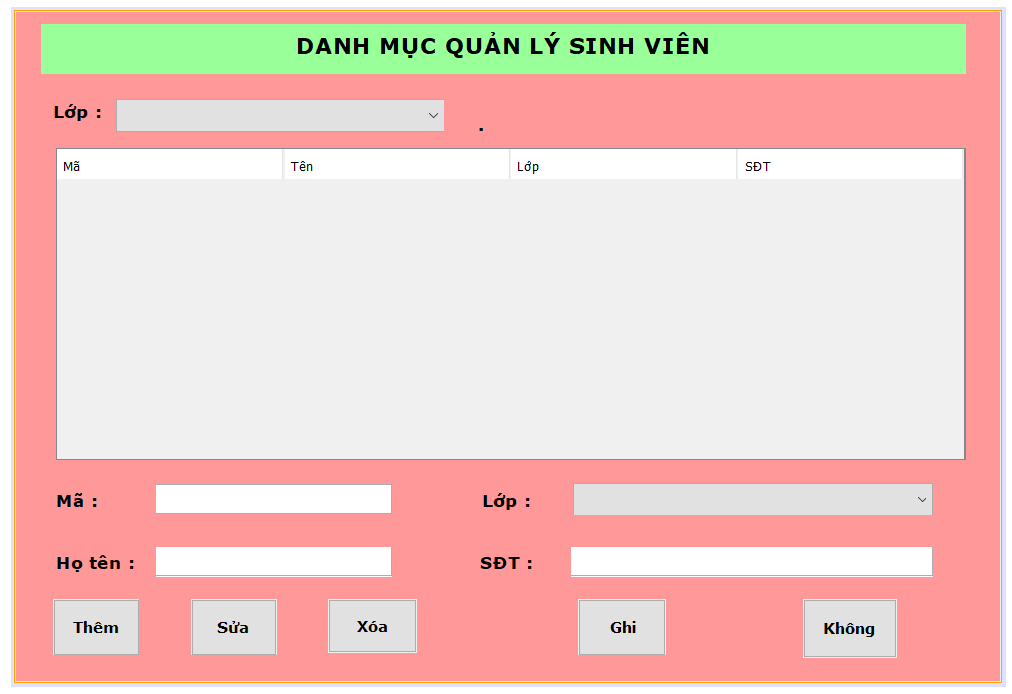 DANH MỤC QUẢN LÝ SINH VIÊN
Lớp :
.
Mã Tên Lớp SĐT
Mã : Lớp :
Họ tên : SĐT :
Thêm Sửa Xóa Ghi Không